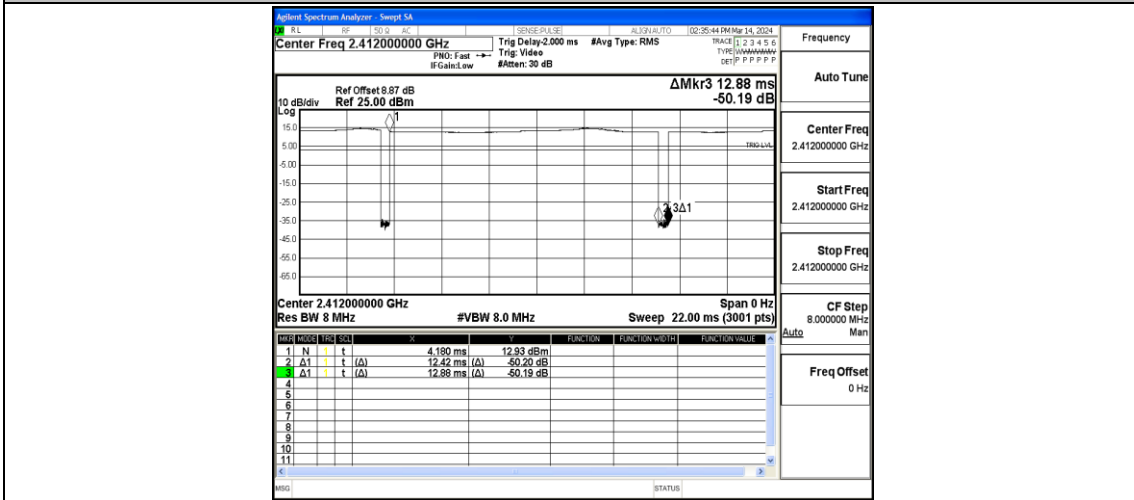 Agilent Spectrum Analyzer - Swept SA
RL RF 50 Ω AC SENSE:PULSE ALIGNAUTO 02:35:44 PM Mar 14, 2024
Center Freq 2.412000000 GHz
PNO: Fast
IFGain:Low
Trig Delay-2.000 ms
Trig: Video
#Atten: 30 dB
#Avg Type: RMS
TRACE 1 2 3 4 5 6
TYPE
DET P P P P P P
Frequency
ΔMkr3 12.88 ms
-50.19 dB
Ref Offset 8.87 dB
10 dB/div Ref 25.00 dBm
Log
15.0
5.00
-5.00
-15.0
-25.0
-35.0
-45.0
-55.0
-65.0
1
TRIG LVL
2 3Δ1
Center 2.412000000 GHz Span 0 Hz
Res BW 8 MHz #VBW 8.0 MHz Sweep 22.00 ms (3001 pts)
MKR MODE TRC SCL X Y FUNCTION FUNCTION WIDTH FUNCTION VALUE
1 N 1 t 4.180 ms 12.93 dBm
2 Δ1 1 t (Δ) 12.42 ms (Δ) -50.20 dB
3 Δ1 1 t (Δ) 12.88 ms (Δ) -50.19 dB
4
5
6
7
8
9
10
11
MSG STATUS
Auto Tune
Center Freq
2.412000000 GHz
Start Freq
2.412000000 GHz
Stop Freq
2.412000000 GHz
CF Step
8.000000 MHz
Auto Man
Freq Offset
0 Hz